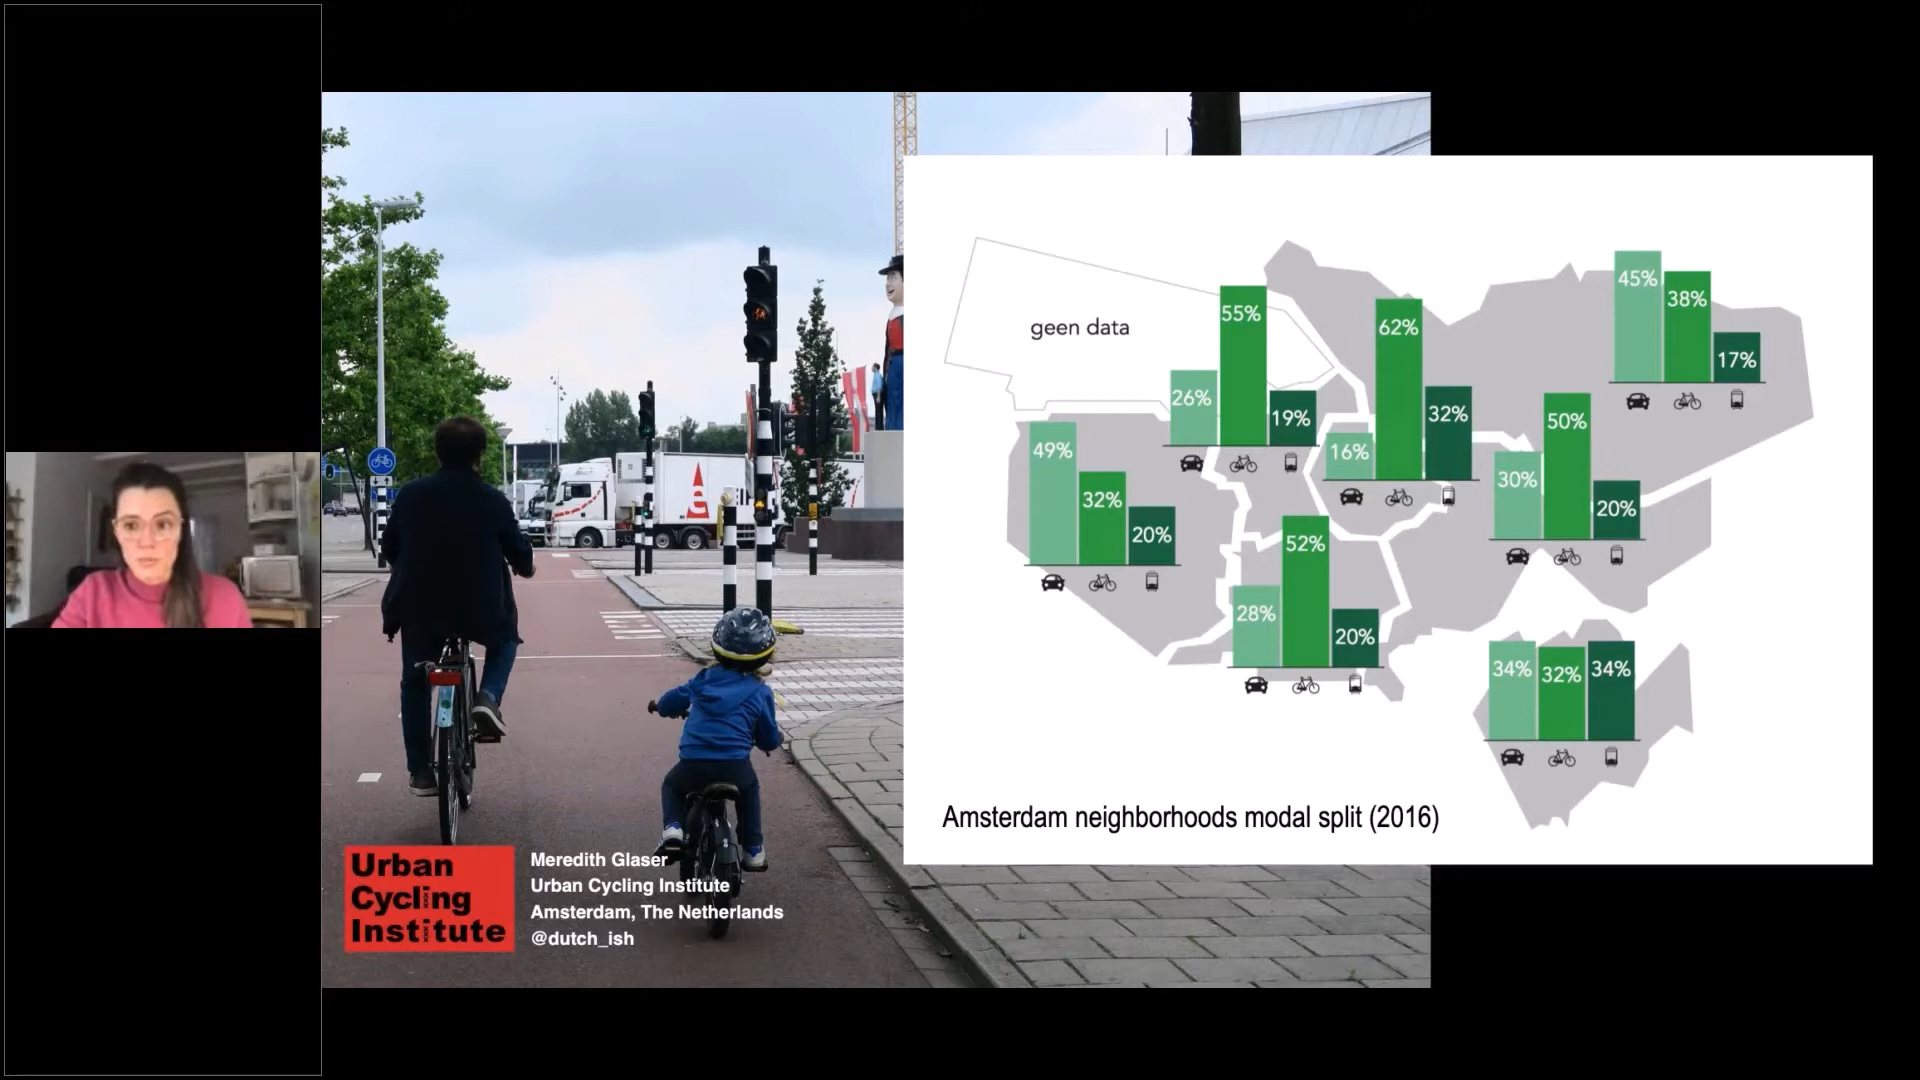 Urban
Cycling
Institute
Meredith Glaser
Urban Cycling Institute
Amsterdam, The Netherlands
@dutch_ish
geen data
49%
32%
20%
26%
55%
19%
16%
62%
32%
45%
38%
17%
30%
50%
20%
28%
52%
20%
34%
32%
34%
Amsterdam neighborhoods modal split (2016)